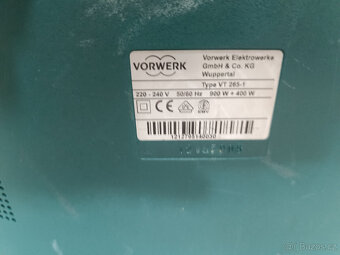 VORWERK
Vorwerk Elektrowerke
GmbH & Co. KG
Wuppertal
Type VT 265-1
220 - 240 V 50/60 Hz 900 W + 400 W